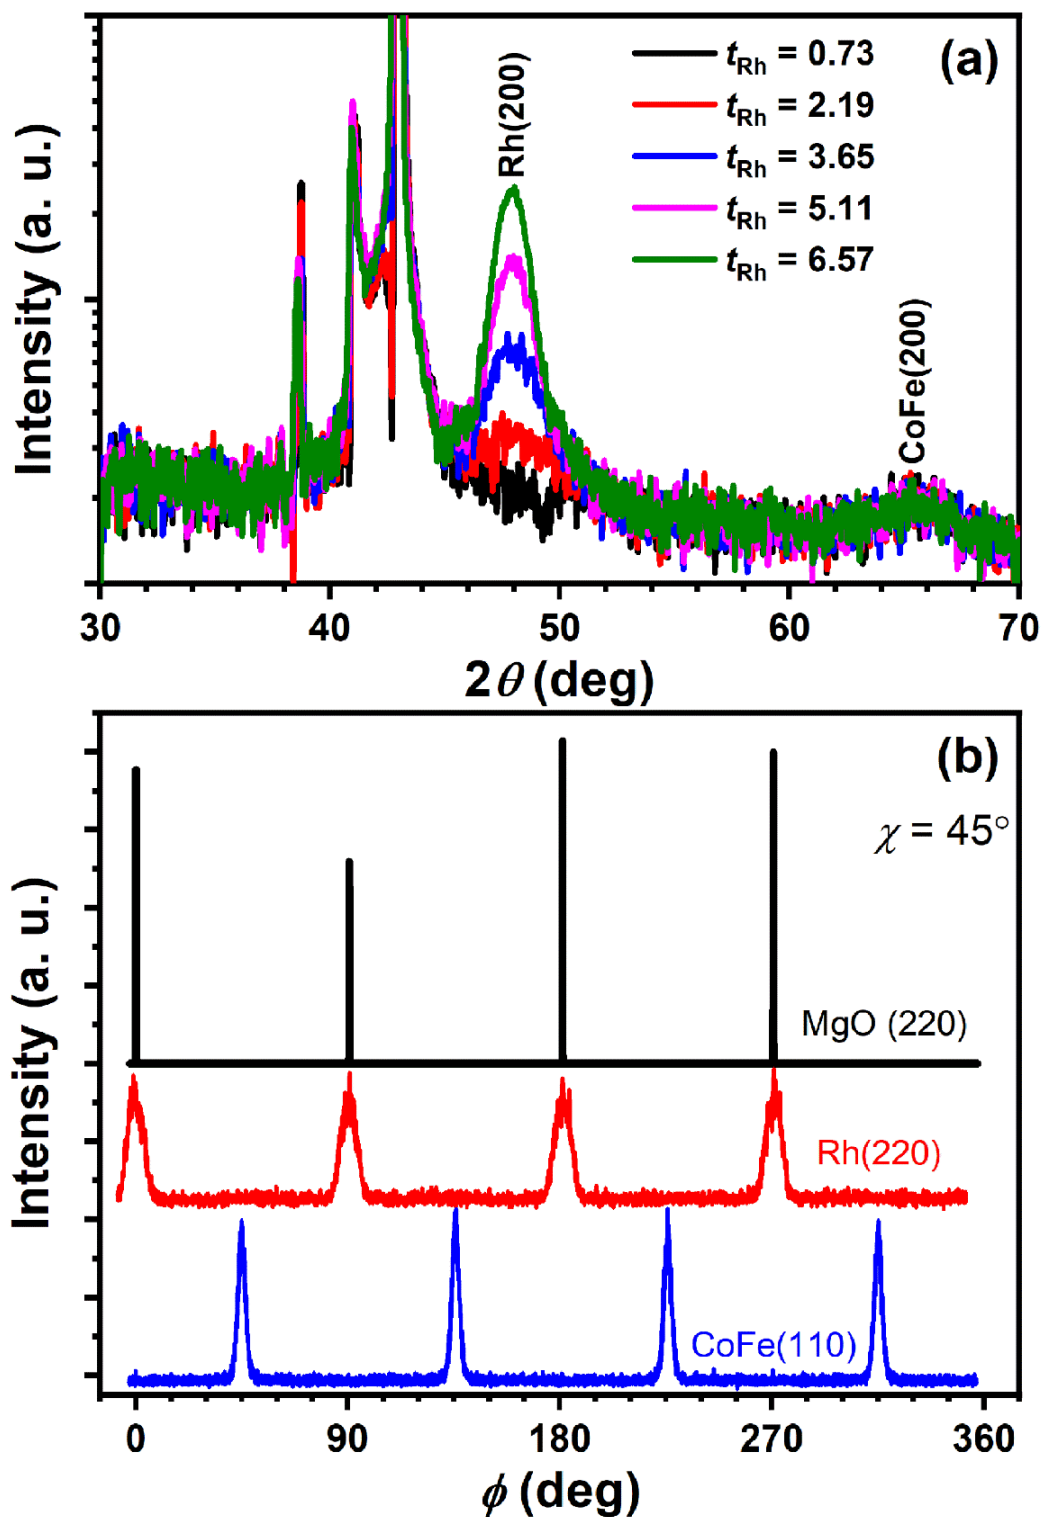 (a)
t_Rh = 0.73
t_Rh = 2.19
t_Rh = 3.65
t_Rh = 5.11
t_Rh = 6.57
Rh(200)
CoFe(200)
Intensity (a. u.)
30 40 50 60 70
2θ (deg)
(b)
χ = 45°
MgO (220)
Rh(220)
CoFe(110)
Intensity (a. u.)
0 90 180 270 360
ϕ (deg)